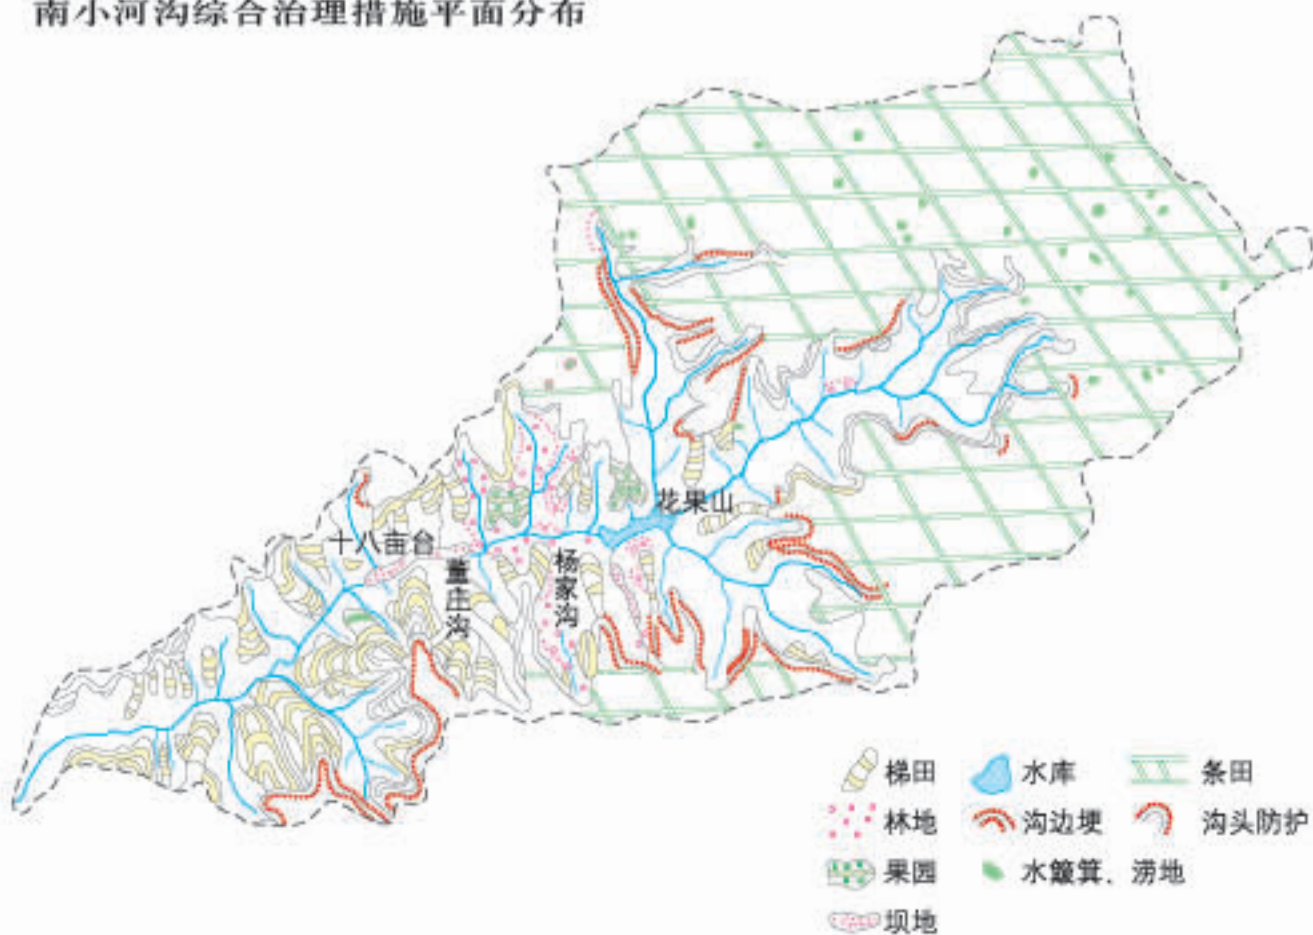 南小河沟综合治理措施平面分布
花果山
十八亩台
董庄沟
杨家沟
梯田
水库
条田
林地
沟边埂
沟头防护
果园
水簸箕、涝地
坝地